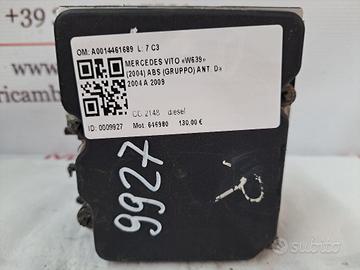 +39
OM: A0014461689 L: 7 C3
MERCEDES VITO «W639»
(2004) ABS (GRUPPO) ANT. Dx
2004 A 2009
CC 2148 diesel
ID: 0009927 Mot. 646980 130,00 €
9927
subito